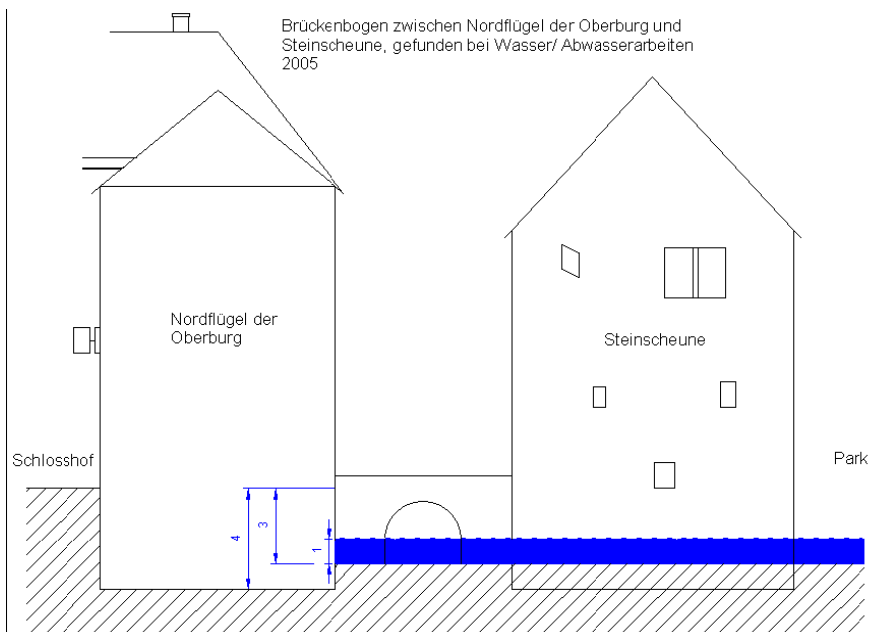 Brückenbogen zwischen Nordflügel der Oberburg und
Steinscheune, gefunden bei Wasser/ Abwasserarbeiten
2005
Nordflügel der
Oberburg
Steinscheune
Schlosshof
Park
4
3
1